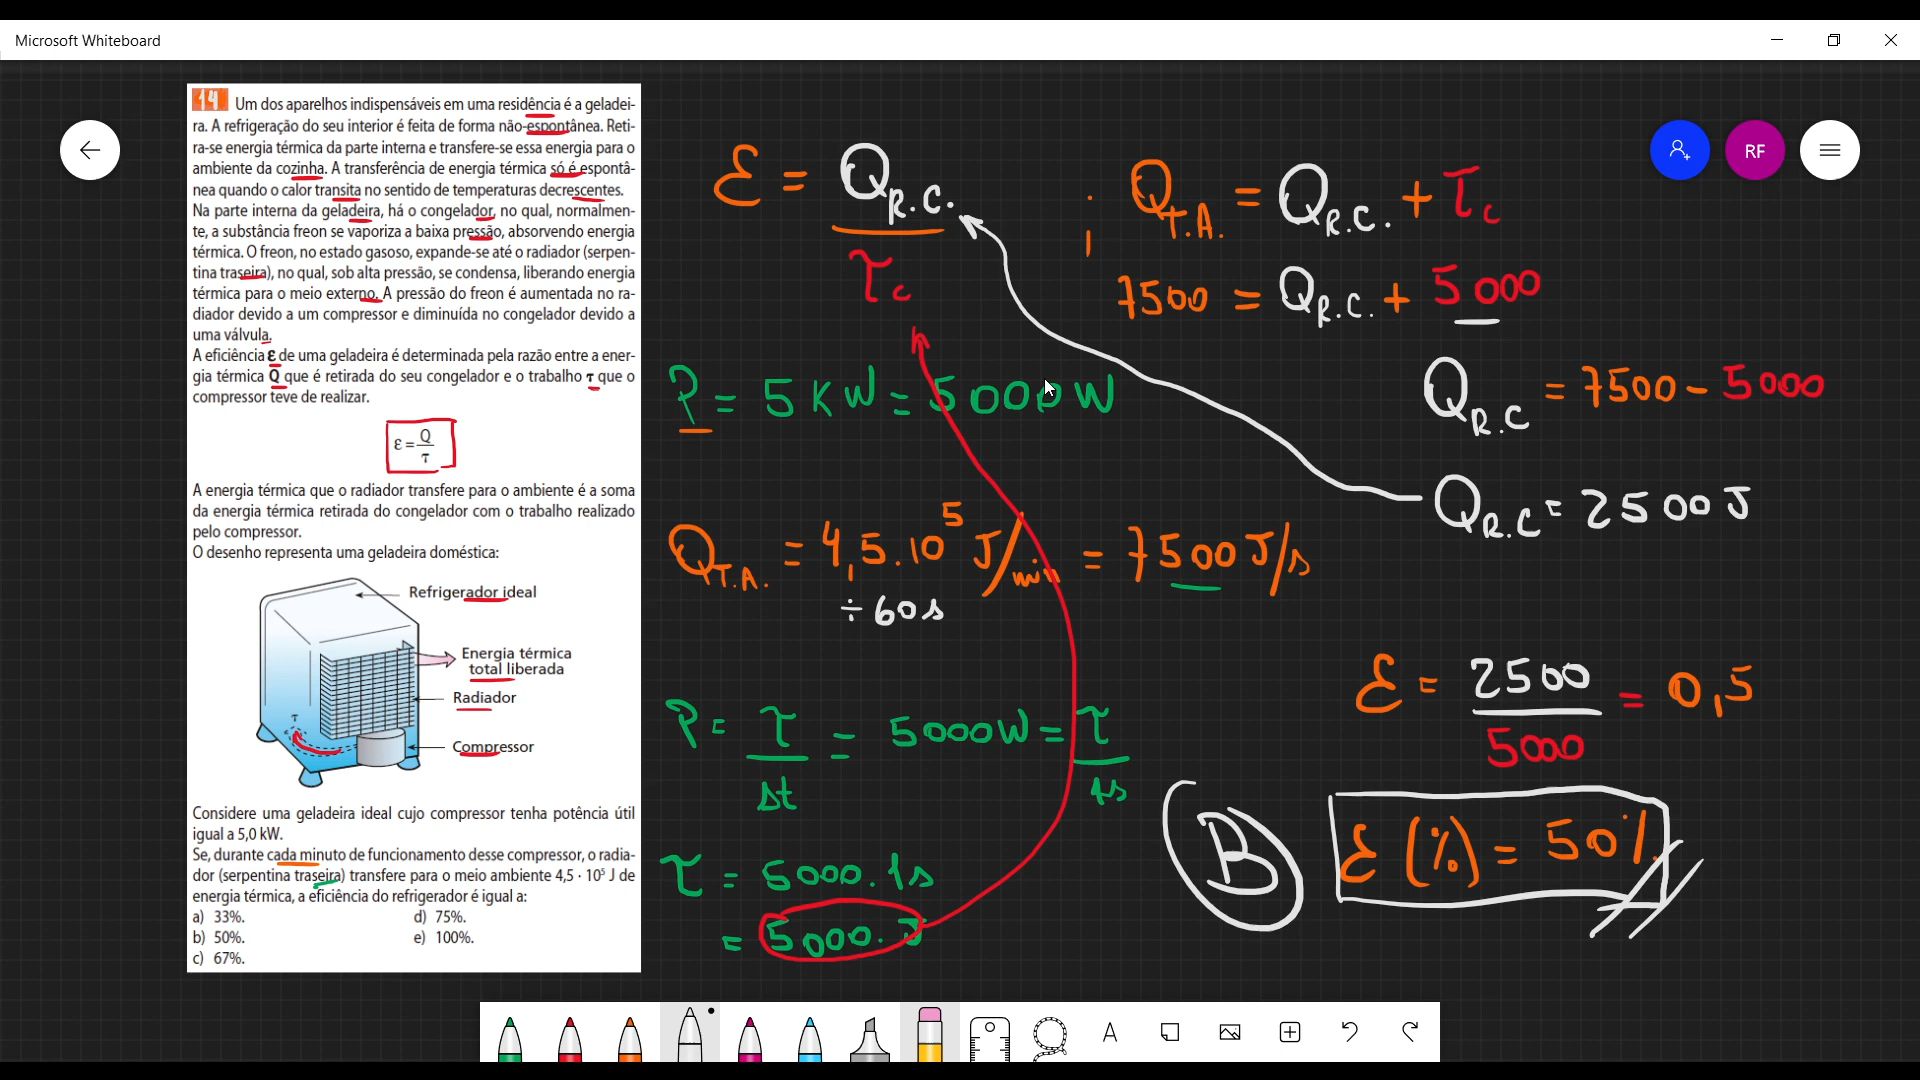 Microsoft Whiteboard
RF
14 Um dos aparelhos indispensáveis em uma residência é a geladei-
ra. A refrigeração do seu interior é feita de forma não-espontânea. Reti-
ra-se energia térmica da parte interna e transfere-se essa energia para o
ambiente da cozinha. A transferência de energia térmica só é espontâ-
nea quando o calor transita no sentido de temperaturas decrescentes.
Na parte interna da geladeira, há o congelador, no qual, normalmen-
te, a substância freon se vaporiza a baixa pressão, absorvendo energia
térmica. O freon, no estado gasoso, expande-se até o radiador (serpen-
tina traseira), no qual, sob alta pressão, se condensa, liberando energia
térmica para o meio externo. A pressão do freon é aumentada no ra-
diador devido a um compressor e diminuída no congelador devido a
uma válvula.
A eficiência ε de uma geladeira é determinada pela razão entre a ener-
gia térmica Q que é retirada do seu congelador e o trabalho τ que o
compressor teve de realizar.
ε = Q/τ
A energia térmica que o radiador transfere para o ambiente é a soma
da energia térmica retirada do congelador com o trabalho realizado
pelo compressor.
O desenho representa uma geladeira doméstica:
Refrigerador ideal
Energia térmica
total liberada
Radiador
τ
Compressor
Considere uma geladeira ideal cujo compressor tenha potência útil
igual a 5,0 kW.
Se, durante cada minuto de funcionamento desse compressor, o radia-
dor (serpentina traseira) transfere para o meio ambiente 4,5 · 10⁵ J de
energia térmica, a eficiência do refrigerador é igual a:
a) 33%. d) 75%.
b) 50%. e) 100%.
c) 67%.
ε = Q_R.C. / τc ; Q_T.A. = Q_R.C. + τc
7500 = Q_R.C. + 5000
P = 5 KW = 5000 W
Q_R.C = 7500 - 5000
Q_R.C = 2500 J
Q_T.A. = 4,5.10⁵ J/min = 7500 J/s
÷ 60s
P = τ/Δt = 5000W = τ/1s
τ = 5000.1s
= 5000.J
ε = 2500/5000 = 0,5
B
ε (%) = 50%
A